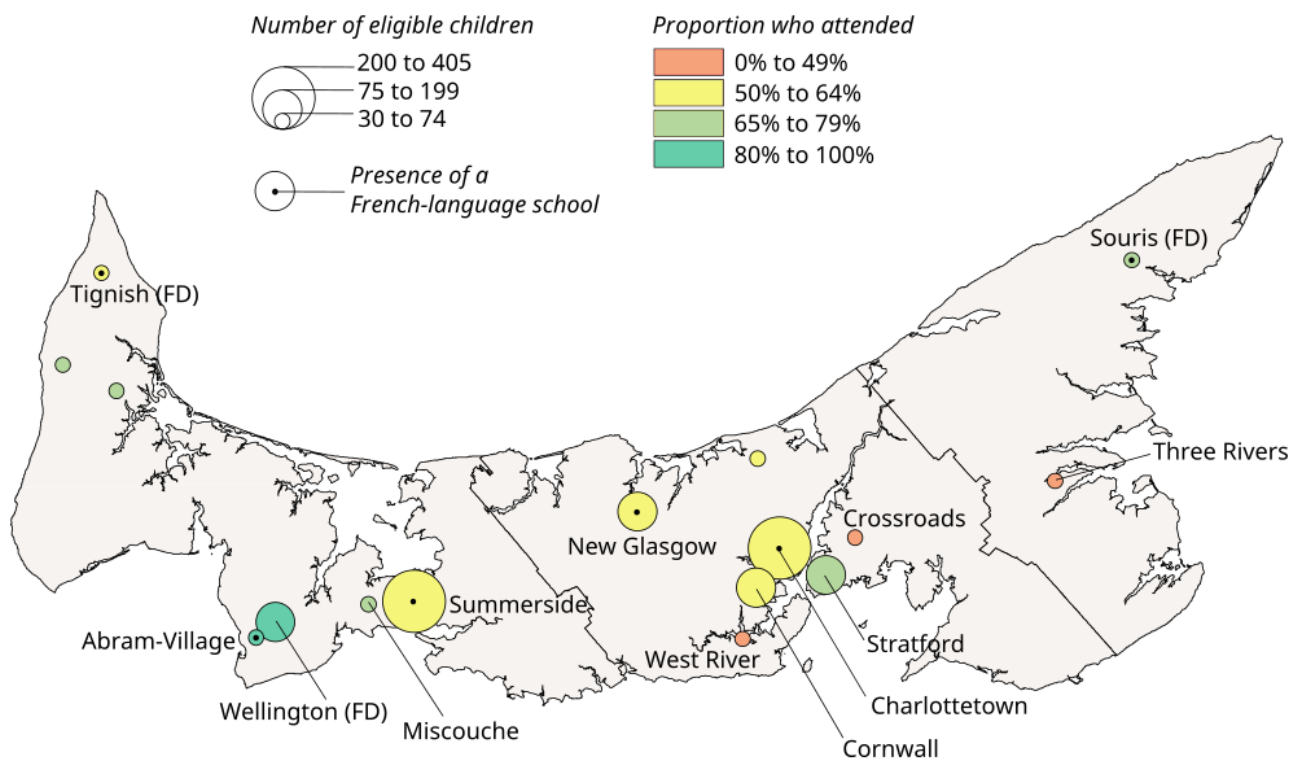 Number of eligible children
200 to 405
75 to 199
30 to 74
Presence of a
French-language school
Proportion who attended
0% to 49%
50% to 64%
65% to 79%
80% to 100%
Souris (FD)
Tignish (FD)
Three Rivers
Crossroads
New Glasgow
Summerside
Abram-Village
Stratford
West River
Wellington (FD)
Charlottetown
Miscouche
Cornwall